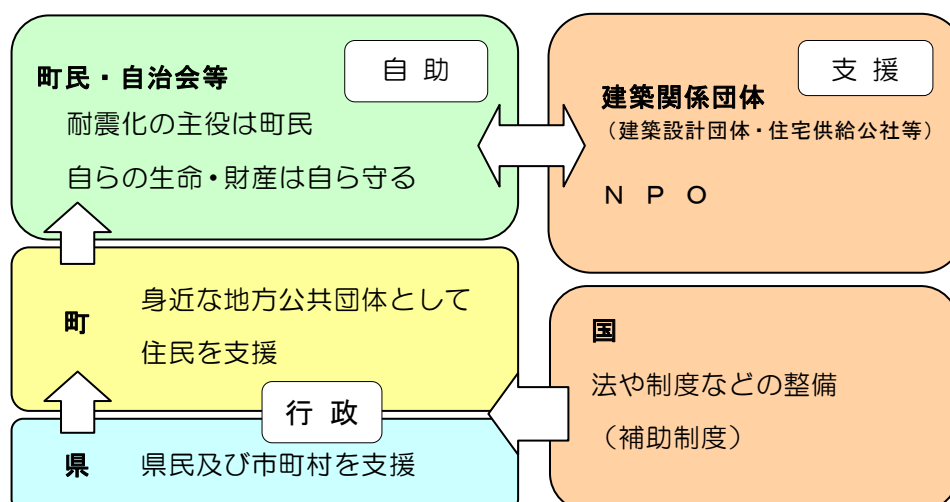 町民・自治会等
自 助
耐震化の主役は町民
自らの生命・財産は自ら守る
支 援
建築関係団体
（建築設計団体・住宅供給公社等）
Ｎ Ｐ Ｏ
町
身近な地方公共団体として
住民を支援
行 政
県
県民及び市町村を支援
国
法や制度などの整備
（補助制度）